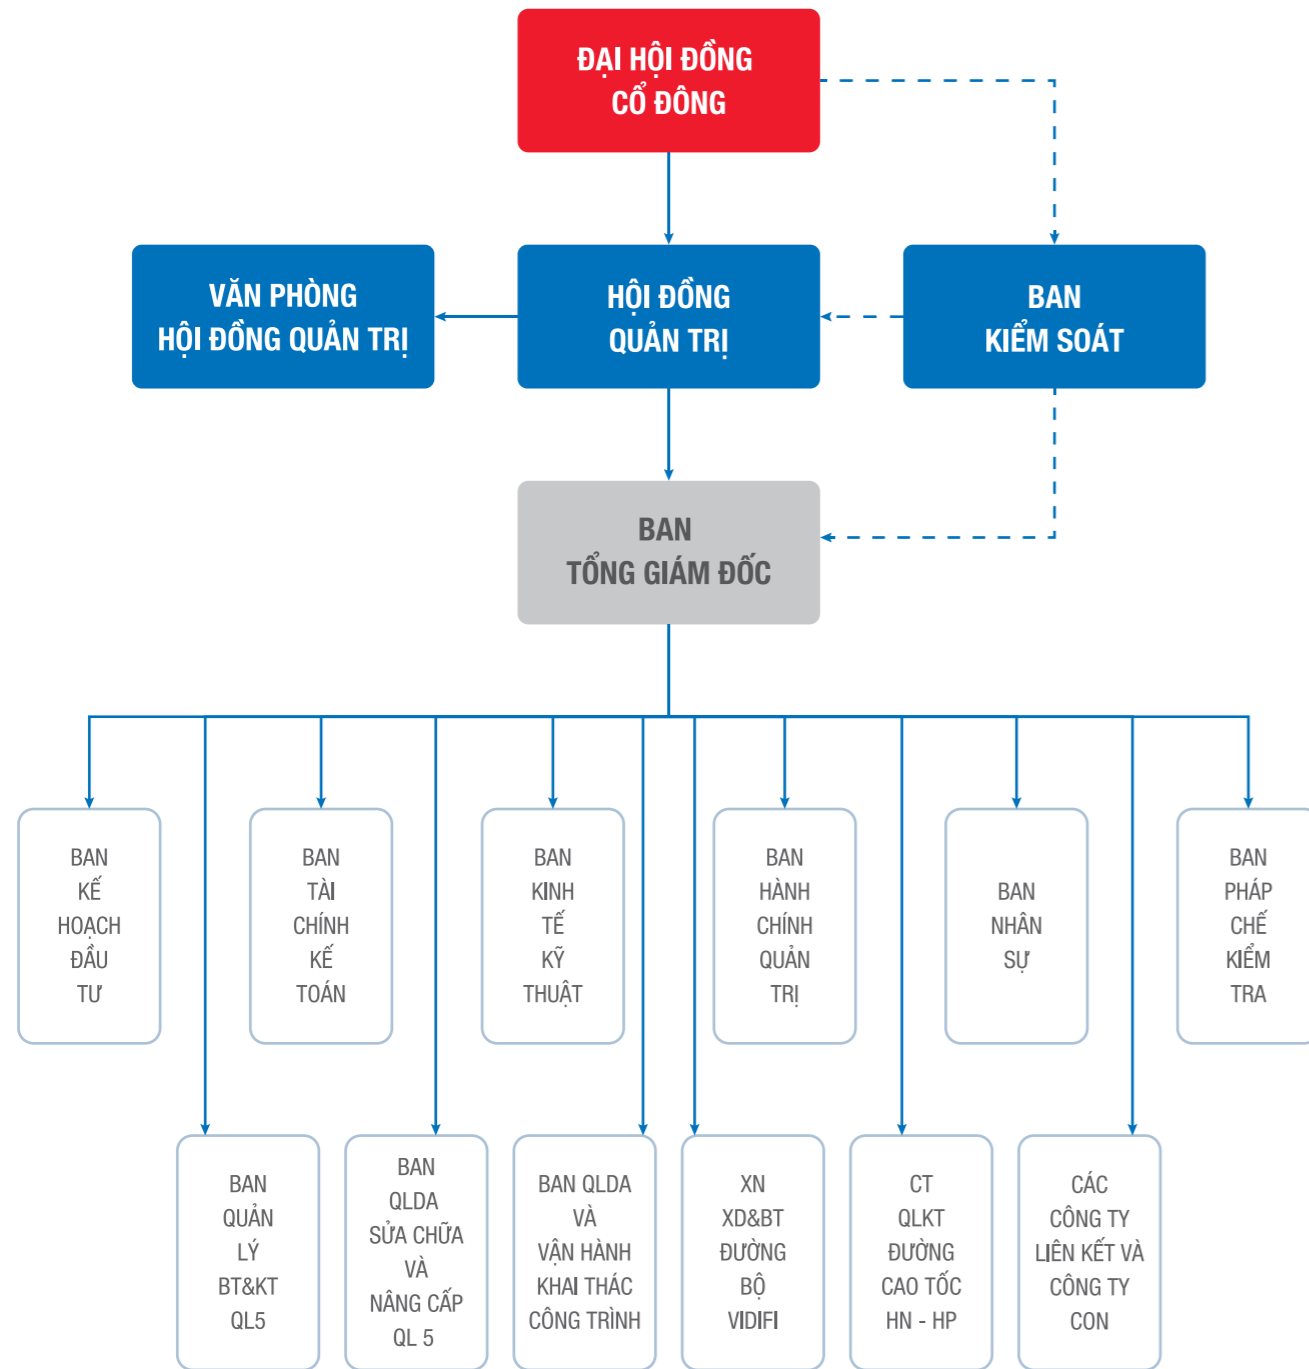 ĐẠI HỘI ĐỒNG
CỔ ĐÔNG
VĂN PHÒNG
HỘI ĐỒNG QUẢN TRỊ
HỘI ĐỒNG
QUẢN TRỊ
BAN
KIỂM SOÁT
BAN
TỔNG GIÁM ĐỐC
BAN
KẾ
HOẠCH
ĐẦU
TƯ
BAN
TÀI
CHÍNH
KẾ
TOÁN
BAN
KINH
TẾ
KỸ
THUẬT
BAN
HÀNH
CHÍNH
QUẢN
TRỊ
BAN
NHÂN
SỰ
BAN
PHÁP
CHẾ
KIỂM
TRA
BAN
QUẢN
LÝ
BT&KT
QL5
BAN
QLDA
SỬA CHỮA
VÀ
NÂNG CẤP
QL 5
BAN QLDA
VÀ
VẬN HÀNH
KHAI THÁC
CÔNG TRÌNH
XN
XD&BT
ĐƯỜNG
BỘ
VIDIFI
CT
QLKT
ĐƯỜNG
CAO TỐC
HN - HP
CÁC
CÔNG TY
LIÊN KẾT VÀ
CÔNG TY
CON